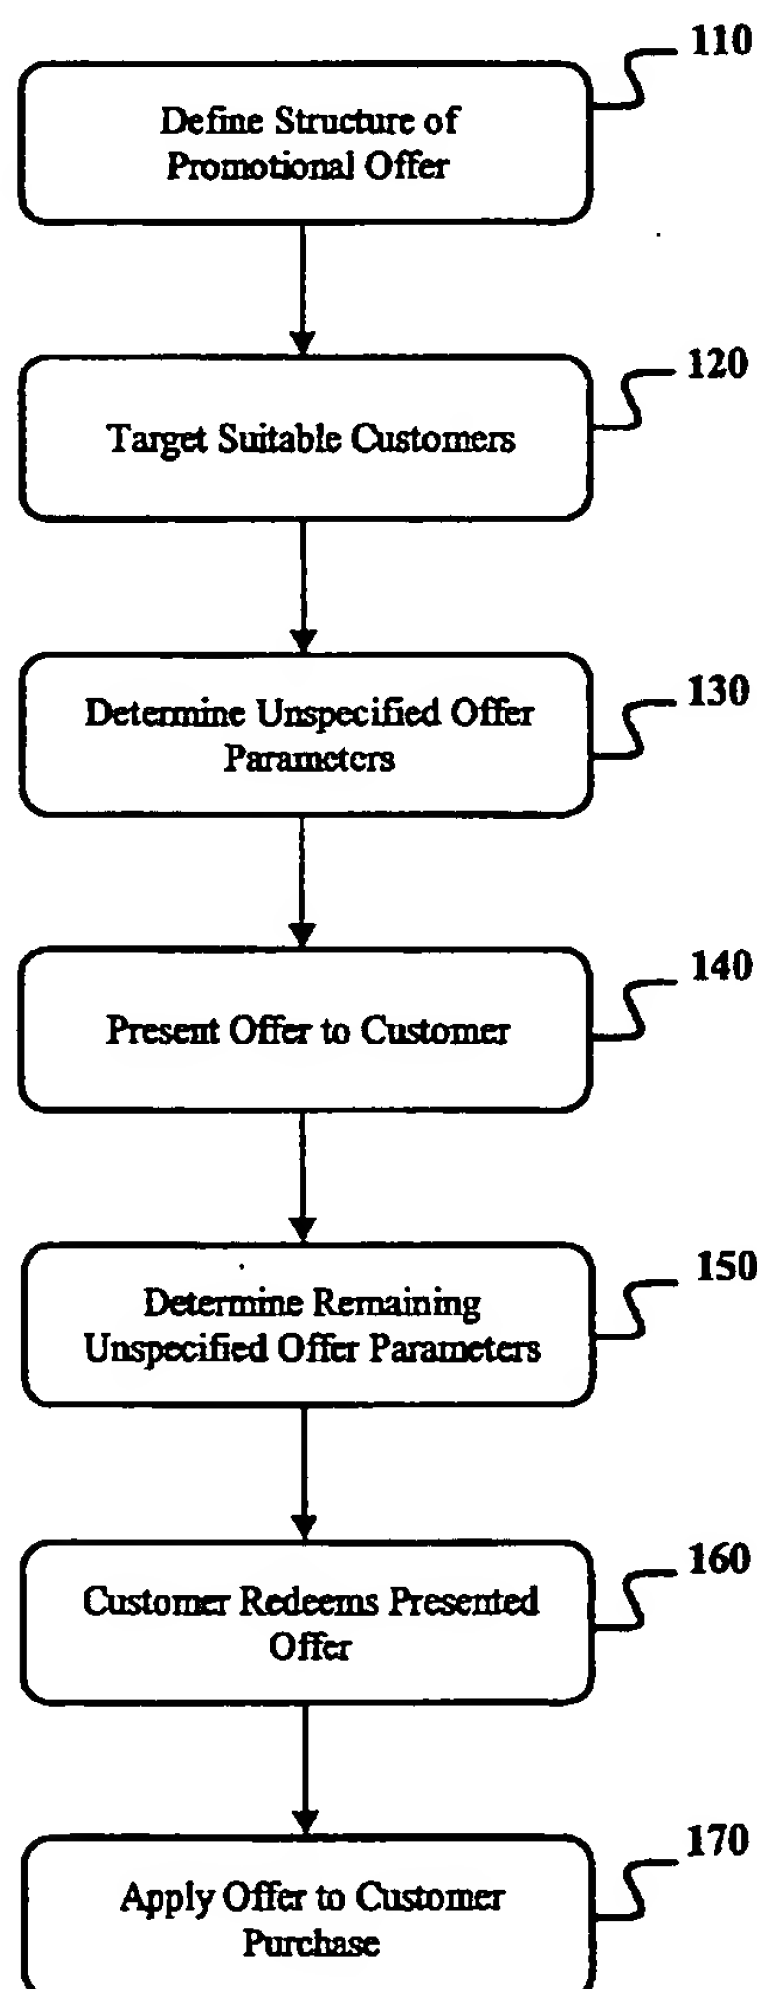 110
Define Structure of
Promotional Offer
120
Target Suitable Customers
130
Determine Unspecified Offer
Parameters
140
Present Offer to Customer
150
Determine Remaining
Unspecified Offer Parameters
160
Customer Redeems Presented
Offer
170
Apply Offer to Customer
Purchase